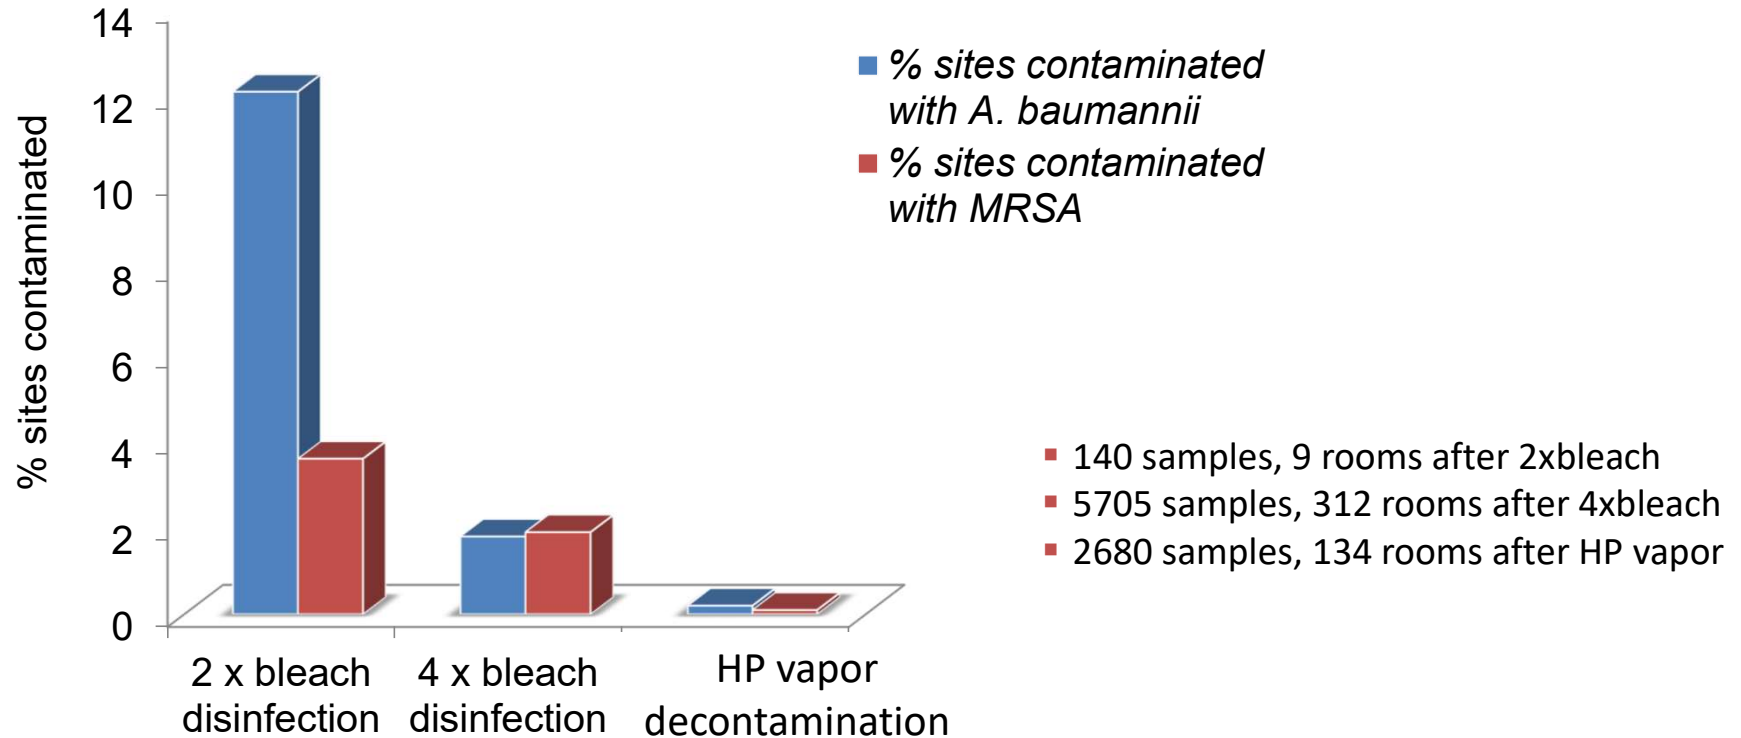 14
12
10
8
6
4
2
0
% sites contaminated
2 x bleach
disinfection
4 x bleach
disinfection
HP vapor
decontamination
% sites contaminated
with A. baumannii
% sites contaminated
with MRSA
140 samples, 9 rooms after 2xbleach
5705 samples, 312 rooms after 4xbleach
2680 samples, 134 rooms after HP vapor